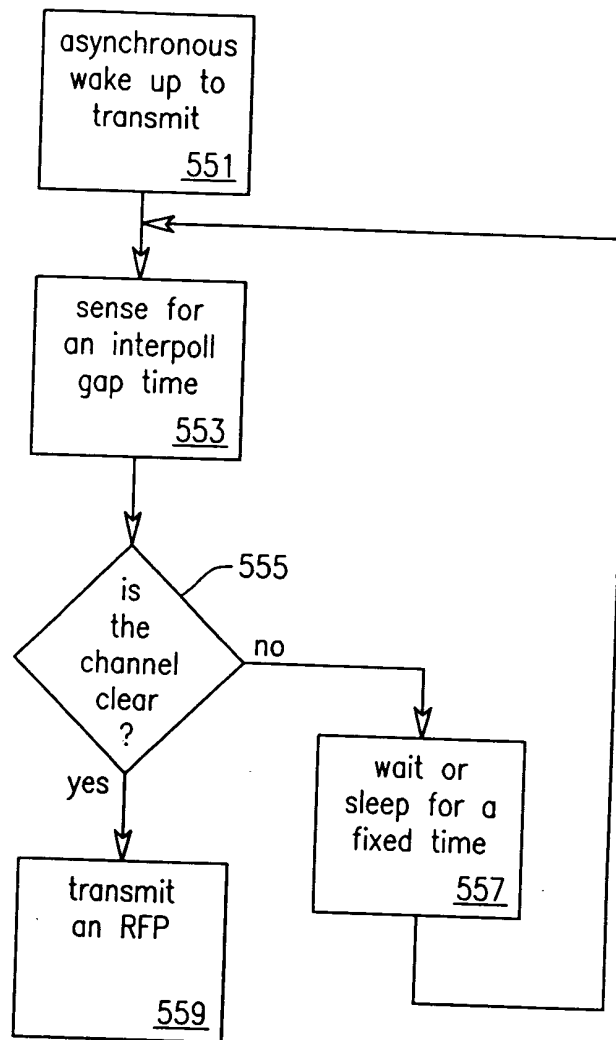 asynchronous
wake up to
transmit
551
sense for
an interpoll
gap time
553
555
is
the
channel
clear
?
no
yes
wait or
sleep for a
fixed time
557
transmit
an RFP
559